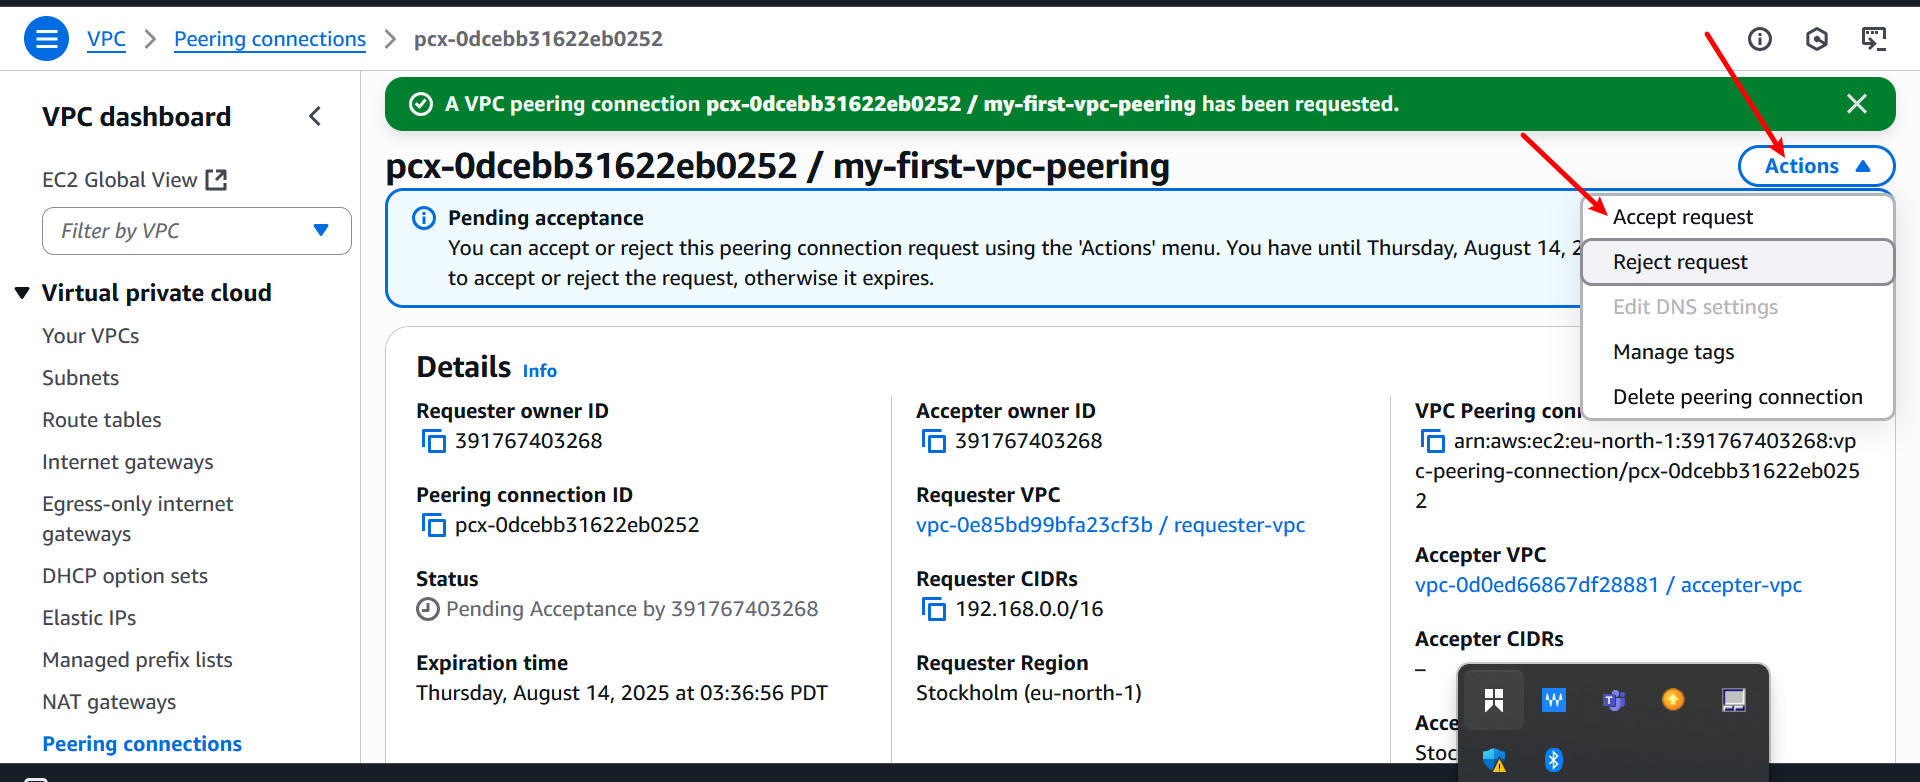 VPC
Peering connections
pcx-0dcebb31622eb0252
VPC dashboard
EC2 Global View
Filter by VPC
Virtual private cloud
Your VPCs
Subnets
Route tables
Internet gateways
Egress-only internet
gateways
DHCP option sets
Elastic IPs
Managed prefix lists
NAT gateways
Peering connections
A VPC peering connection pcx-0dcebb31622eb0252 / my-first-vpc-peering has been requested.
pcx-0dcebb31622eb0252 / my-first-vpc-peering
Actions
Accept request
Reject request
Edit DNS settings
Manage tags
Delete peering connection
Pending acceptance
You can accept or reject this peering connection request using the 'Actions' menu. You have until Thursday, August 14,
to accept or reject the request, otherwise it expires.
Details Info
Requester owner ID
391767403268
Peering connection ID
pcx-0dcebb31622eb0252
Status
Pending Acceptance by 391767403268
Expiration time
Thursday, August 14, 2025 at 03:36:56 PDT
Accepter owner ID
391767403268
Requester VPC
vpc-0e85bd99bfa23cf3b / requester-vpc
Requester CIDRs
192.168.0.0/16
Requester Region
Stockholm (eu-north-1)
VPC Peering
arn:aws:ec2:eu-north-1:391767403268:vp
c-peering-connection/pcx-0dcebb31622eb025
2
Accepter VPC
vpc-0d0ed66867df28881 / accepter-vpc
Accepter CIDRs
–